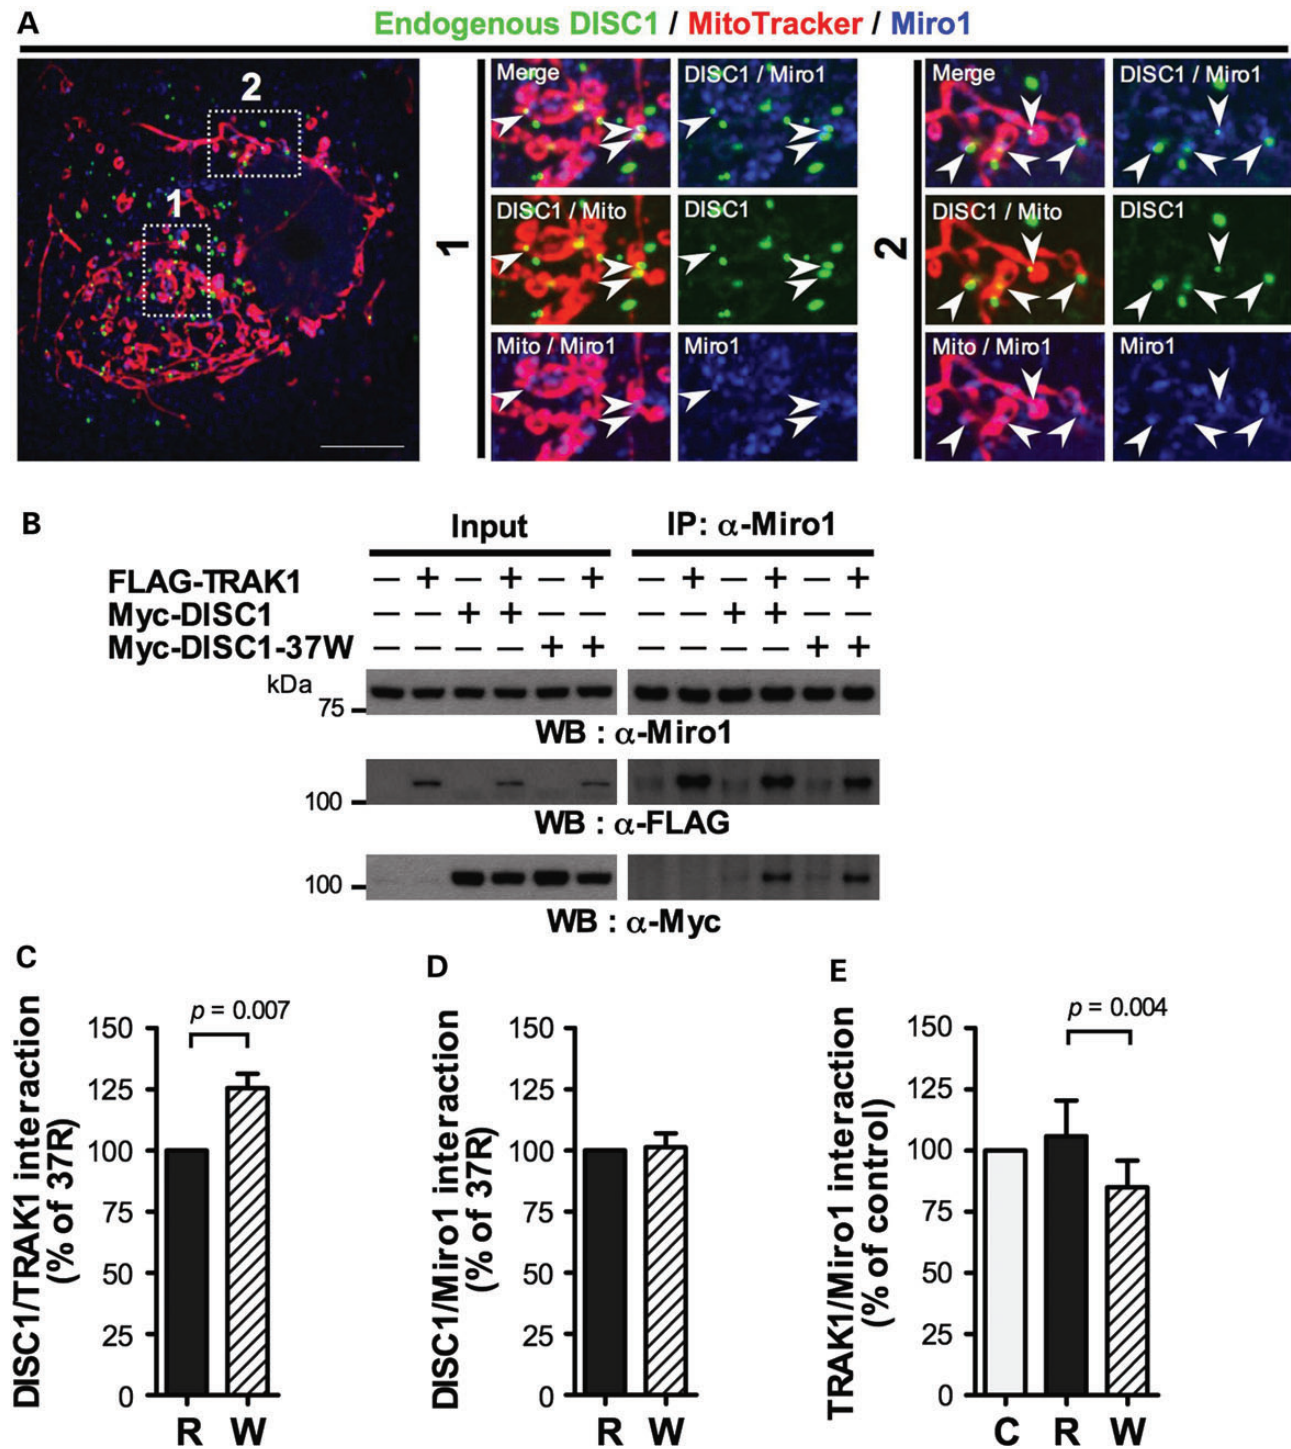 A
Endogenous DISC1 / MitoTracker / Miro1
2
1
1
Merge
DISC1 / Miro1
DISC1 / Mito
DISC1
Mito / Miro1
Miro1
2
Merge
DISC1 / Miro1
DISC1 / Mito
DISC1
Mito / Miro1
Miro1
B
Input
IP: α-Miro1
FLAG-TRAK1 – + – + – + – + – + – +
Myc-DISC1 – – + + – – – – + + – –
Myc-DISC1-37W – – – – + + – – – – + +
kDa
75
WB : α-Miro1
100
WB : α-FLAG
100
WB : α-Myc
C
DISC1/TRAK1 interaction
(% of 37R)
p = 0.007
150
125
100
75
50
25
0
R W
D
DISC1/Miro1 interaction
(% of 37R)
150
125
100
75
50
25
0
R W
E
TRAK1/Miro1 interaction
(% of control)
p = 0.004
150
125
100
75
50
25
0
C R W